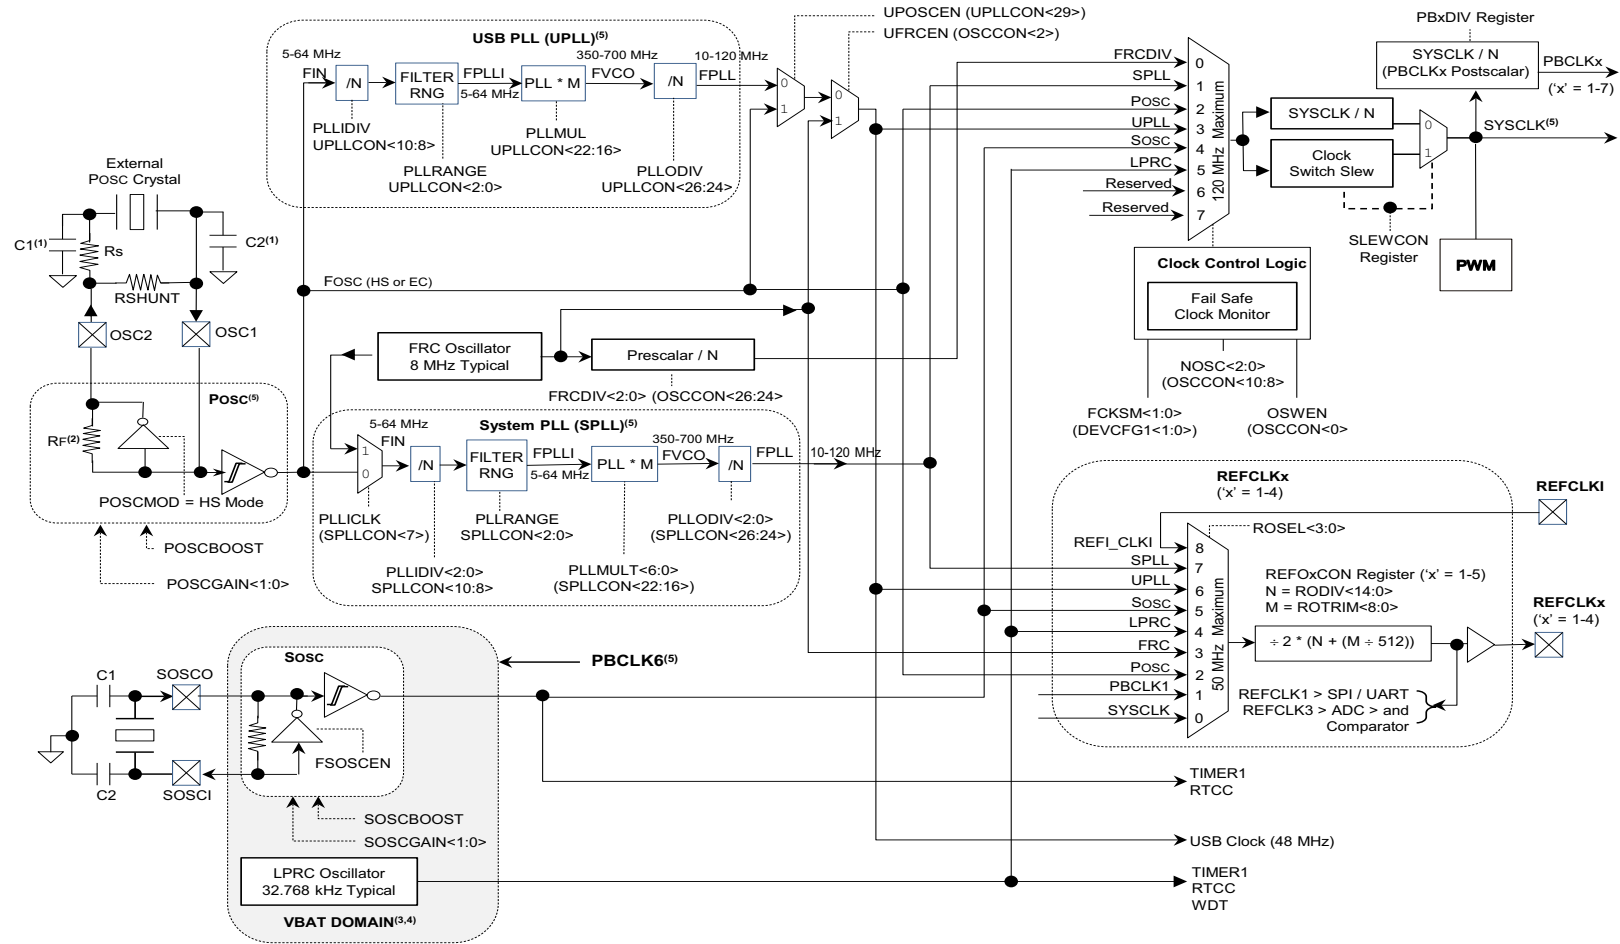 UPOSCEN (UPLLCON<29>)
UFRCEN (OSCCON<2>)
PBxDIV Register
USB PLL (UPLL)(5)
5-64 MHz
FIN
/N
FILTER
RNG
FPLLI
5-64 MHz
PLL * M
350-700 MHz
FVCO
/N
10-120 MHz
FPLL
0
1
0
1
PLLIDIV
UPLLCON<10:8>
PLLRANGE
UPLLCON<2:0>
PLLMUL
UPLLCON<22:16>
PLLODIV
UPLLCON<26:24>
FRCDIV
SPLL
POSC
UPLL
SOSC
LPRC
Reserved
Reserved
0
1
2
3
4
5
6
7
120 MHz Maximum
SYSCLK / N
(PBCLKx Postscalar)
PBCLKx
('x' = 1-7)
SYSCLK / N
Clock
Switch Slew
0
1
SYSCLK(5)
SLEWCON
Register
PWM
Clock Control Logic
Fail Safe
Clock Monitor
NOSC<2:0>
(OSCCON<10:8>
FCKSM<1:0>
(DEVCFG1<1:0>)
OSWEN
(OSCCON<0>
External
POSC Crystal
C1(1)
Rs
C2(1)
RSHUNT
OSC2
OSC1
POSC(5)
RF(2)
POSCMOD = HS Mode
POSCBOOST
POSCGAIN<1:0>
FOSC (HS or EC)
FRC Oscillator
8 MHz Typical
Prescalar / N
FRCDIV<2:0> (OSCCON<26:24>
System PLL (SPLL)(5)
5-64 MHz
FIN
1
0
/N
FILTER
RNG
FPLLI
5-64 MHz
PLL * M
350-700 MHz
FVCO
/N
FPLL
10-120 MHz
PLLICLK
(SPLLCON<7>)
PLLRANGE
SPLLCON<2:0>
PLLODIV<2:0>
(SPLLCON<26:24>)
PLLIDIV<2:0>
SPLLCON<10:8>
PLLMULT<6:0>
(SPLLCON<22:16>)
REFCLKx
('x' = 1-4)
REFCLKI
ROSEL<3:0>
REFI_CLKI
SPLL
UPLL
SOSC
LPRC
FRC
POSC
PBCLK1
SYSCLK
8
7
6
5
4
3
2
1
0
50 MHz Maximum
REFOxCON Register ('x' = 1-5)
N = RODIV<14:0>
M = ROTRIM<8:0>
÷ 2 * (N + (M ÷ 512))
REFCLKx
('x' = 1-4)
REFCLK1 > SPI / UART
REFCLK3 > ADC > and
Comparator
SOSC
PBCLK6(5)
C1
SOSCO
C2
SOSCI
FSOSCEN
SOSCBOOST
SOSCGAIN<1:0>
LPRC Oscillator
32.768 kHz Typical
VBAT DOMAIN(3,4)
TIMER1
RTCC
USB Clock (48 MHz)
TIMER1
RTCC
WDT